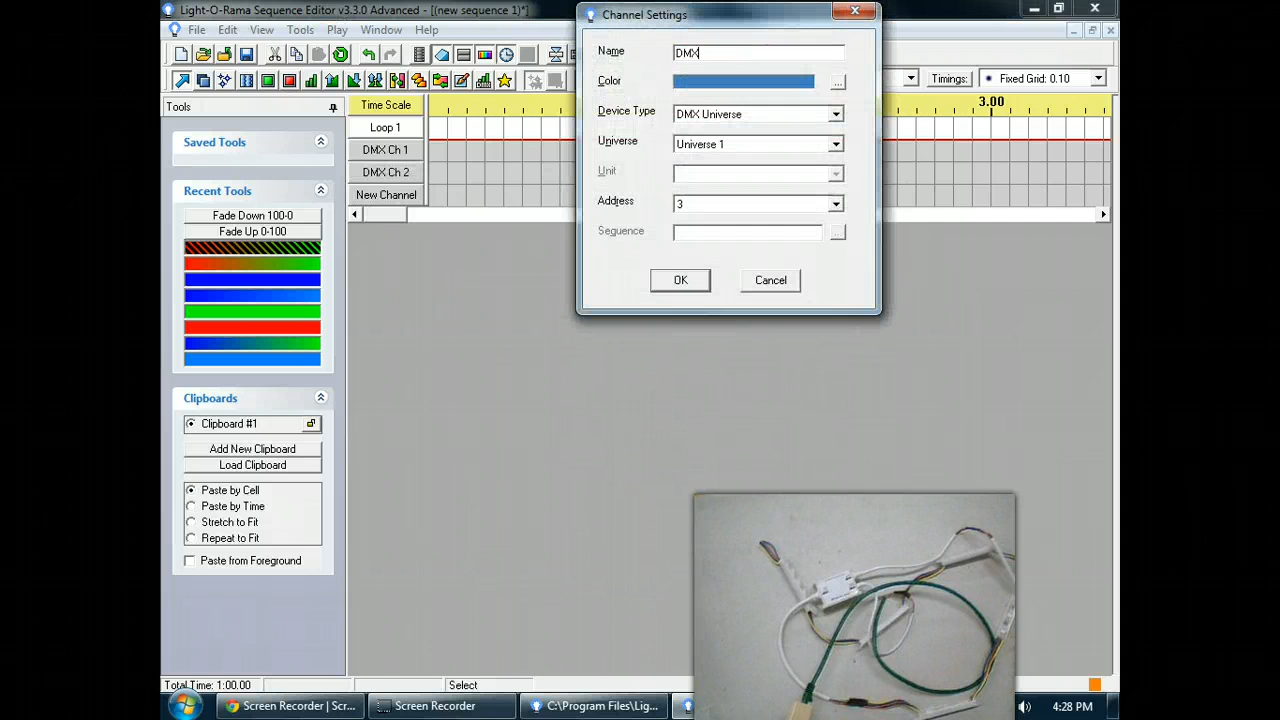 Light-O-Rama Sequence Editor v3.3.0 Advanced - [(new sequence 1)*]
File Edit View Tools Play Window Help
Timings: Fixed Grid: 0.10
Tools
Saved Tools
Recent Tools
Fade Down 100-0
Fade Up 0-100
Clipboards
Clipboard #1
Add New Clipboard
Load Clipboard
Paste by Cell
Paste by Time
Stretch to Fit
Repeat to Fit
Paste from Foreground
Time Scale
3.00
Loop 1
DMX Ch 1
DMX Ch 2
New Channel
Channel Settings
Name DMX
Color ...
Device Type DMX Universe
Universe Universe 1
Unit
Address 3
Sequence ...
OK Cancel
Total Time: 1:00.00 Select
Screen Recorder | Scr... Screen Recorder C:\Program Files\Lig... 4:28 PM